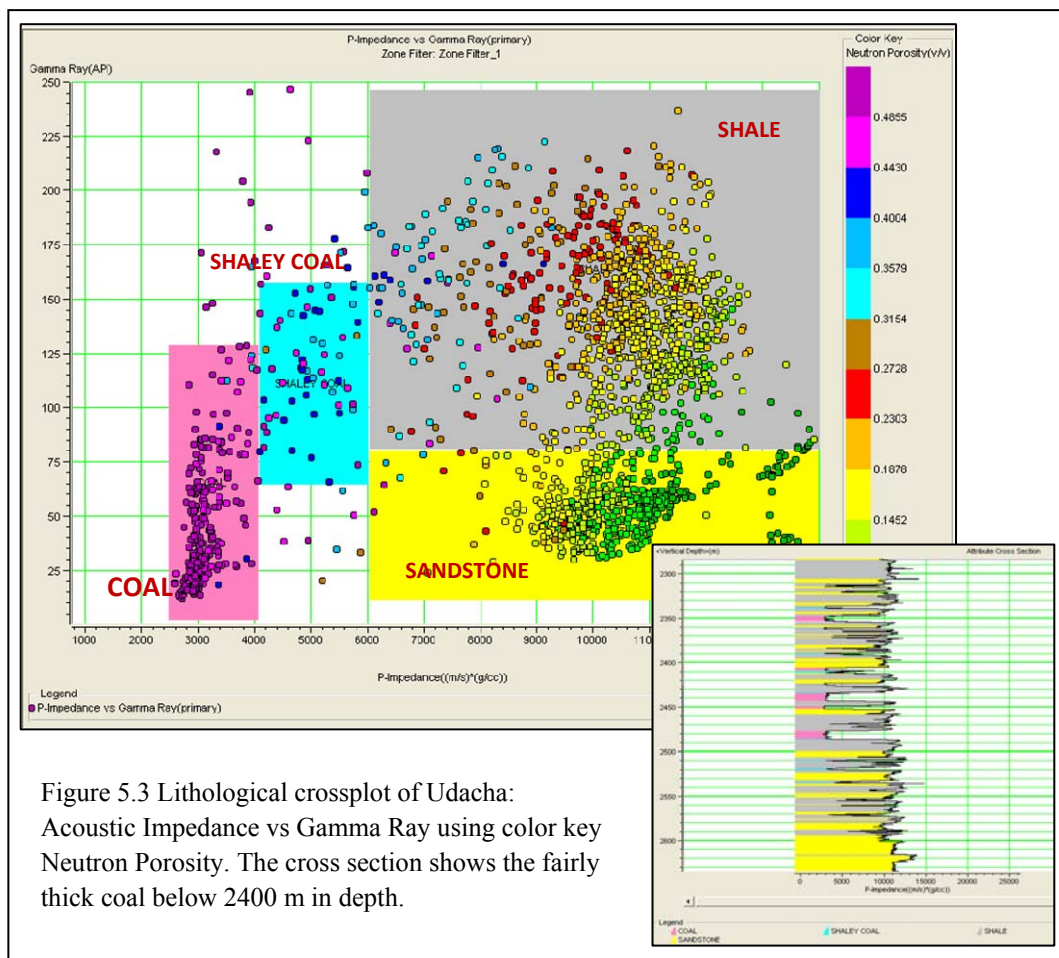 P-Impedance vs Gamma Ray(primary)
Zone Filter: Zone Filter_1
Gamma Ray(API)
250
225
200
175
150
125
100
75
50
25
1000
2000
3000
4000
5000
6000
7000
8000
9000
10000
P-Impedance((m/s)*(g/cc))
SHALE
SHALEY COAL
SHALEY COAL
COAL
SANDSTONE
Color Key
Neutron Porosity(v/v)
0.4855
0.4430
0.4004
0.3579
0.3154
0.2728
0.2303
0.1878
0.1452
Legend
P-Impedance vs Gamma Ray(primary)
<Vertical Depth>(m)
Attribute Cross Section
2300
2350
2400
2450
2500
2550
2600
0
5000
10000
15000
20000
25000
P-Impedance((m/s)*(g/cc))
Legend
COAL
SHALEY COAL
SHALE
SANDSTONE
Figure 5.3 Lithological crossplot of Udacha:
Acoustic Impedance vs Gamma Ray using color key
Neutron Porosity. The cross section shows the fairly
thick coal below 2400 m in depth.